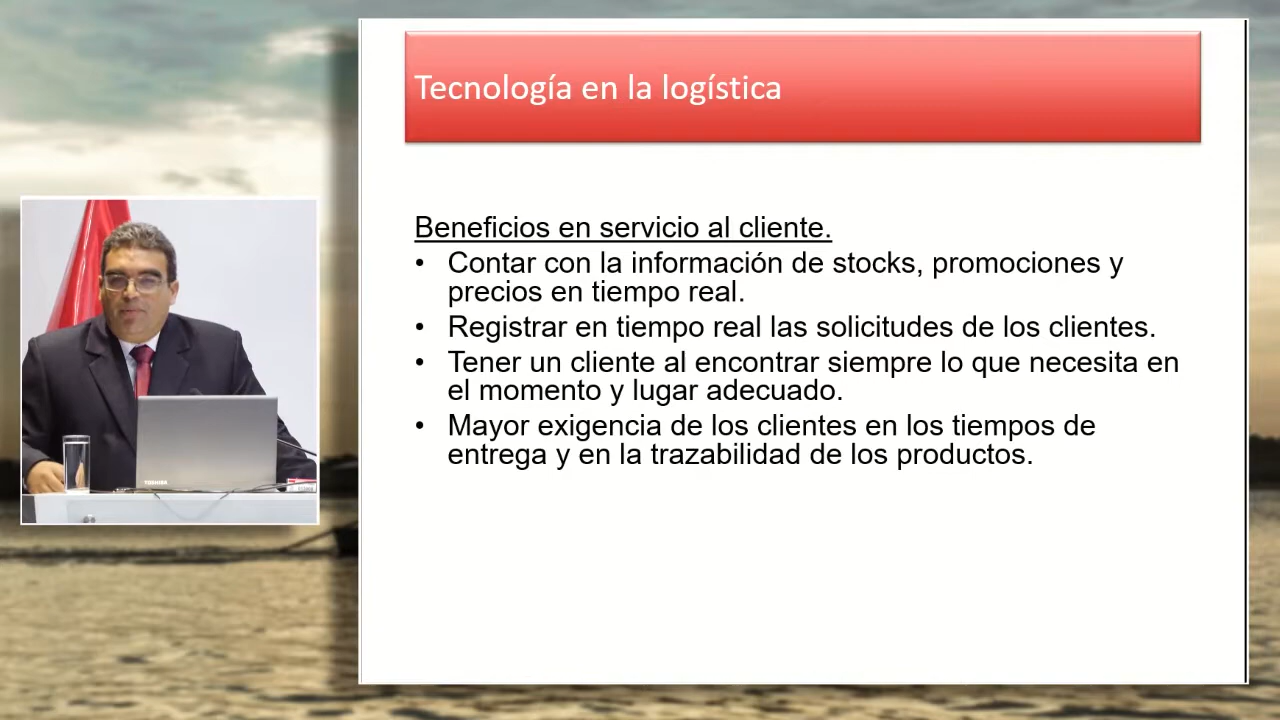 Tecnología en la logística
Beneficios en servicio al cliente.
• Contar con la información de stocks, promociones y
precios en tiempo real.
• Registrar en tiempo real las solicitudes de los clientes.
• Tener un cliente al encontrar siempre lo que necesita en
el momento y lugar adecuado.
• Mayor exigencia de los clientes en los tiempos de
entrega y en la trazabilidad de los productos.
TOSHIBA